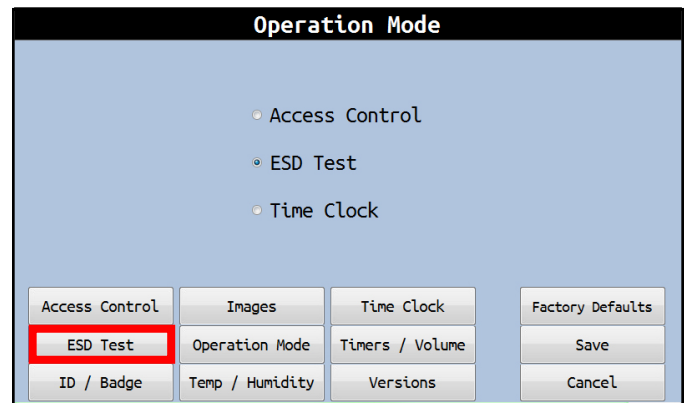 Operation Mode
Access Control
ESD Test
Time Clock
Access Control Images Time Clock Factory Defaults
ESD Test Operation Mode Timers / Volume Save
ID / Badge Temp / Humidity Versions Cancel